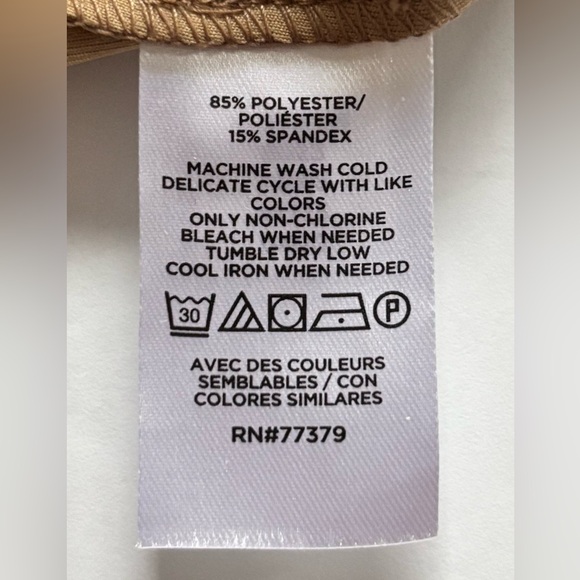 85% POLYESTER/
POLIÉSTER
15% SPANDEX
MACHINE WASH COLD
DELICATE CYCLE WITH LIKE
COLORS
ONLY NON-CHLORINE
BLEACH WHEN NEEDED
TUMBLE DRY LOW
COOL IRON WHEN NEEDED
30 P
AVEC DES COULEURS
SEMBLABLES / CON
COLORES SIMILARES
RN#77379